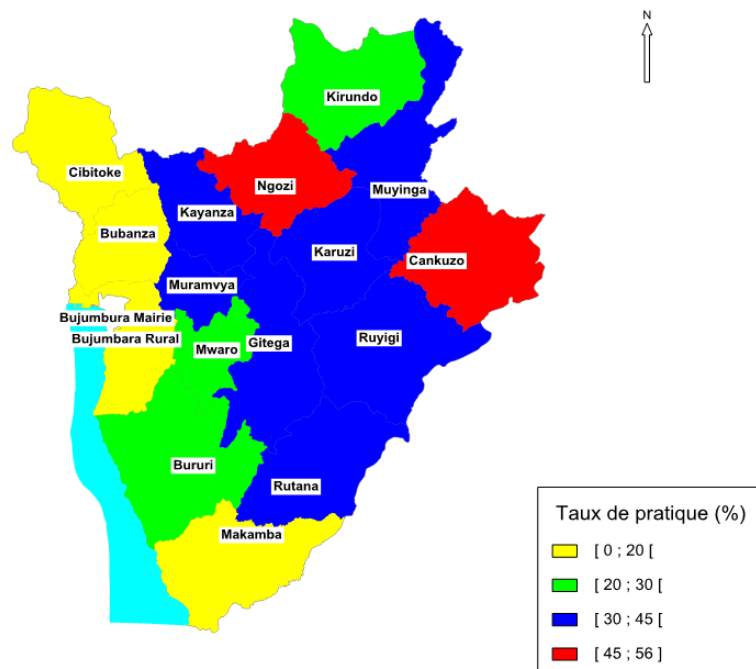 N
Kirundo
Cibitoke
Ngozi
Muyinga
Kayanza
Bubanza
Karuzi
Cankuzo
Muramvya
Bujumbura Mairie
Bujumbara Rural
Mwaro
Gitega
Ruyigi
Bururi
Rutana
Makamba
Taux de pratique (%)
[ 0 ; 20 [
[ 20 ; 30 [
[ 30 ; 45 [
[ 45 ; 56 ]